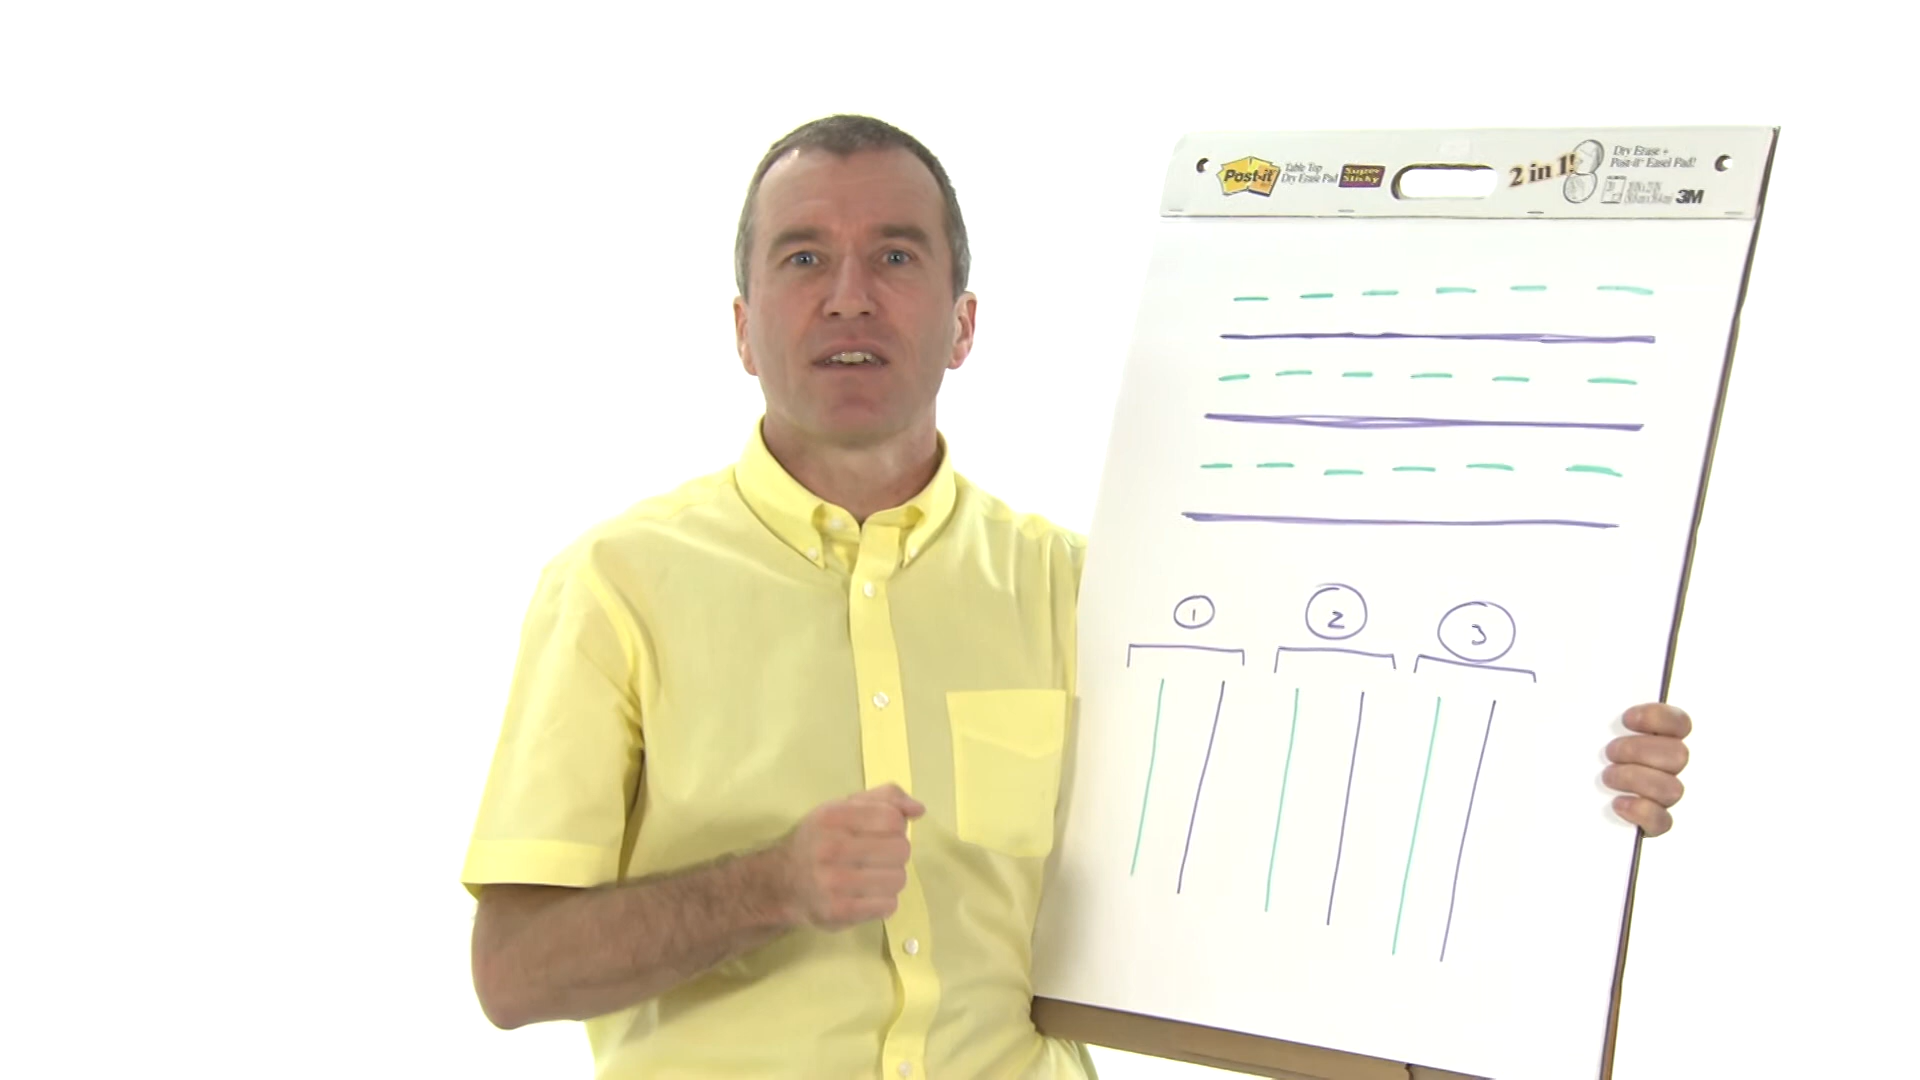 Post-it
Table Top
Dry Erase Pad
Super
Sticky
2 in 1!
Dry Erase +
Post-it Easel Pad!
3M
1
2
3